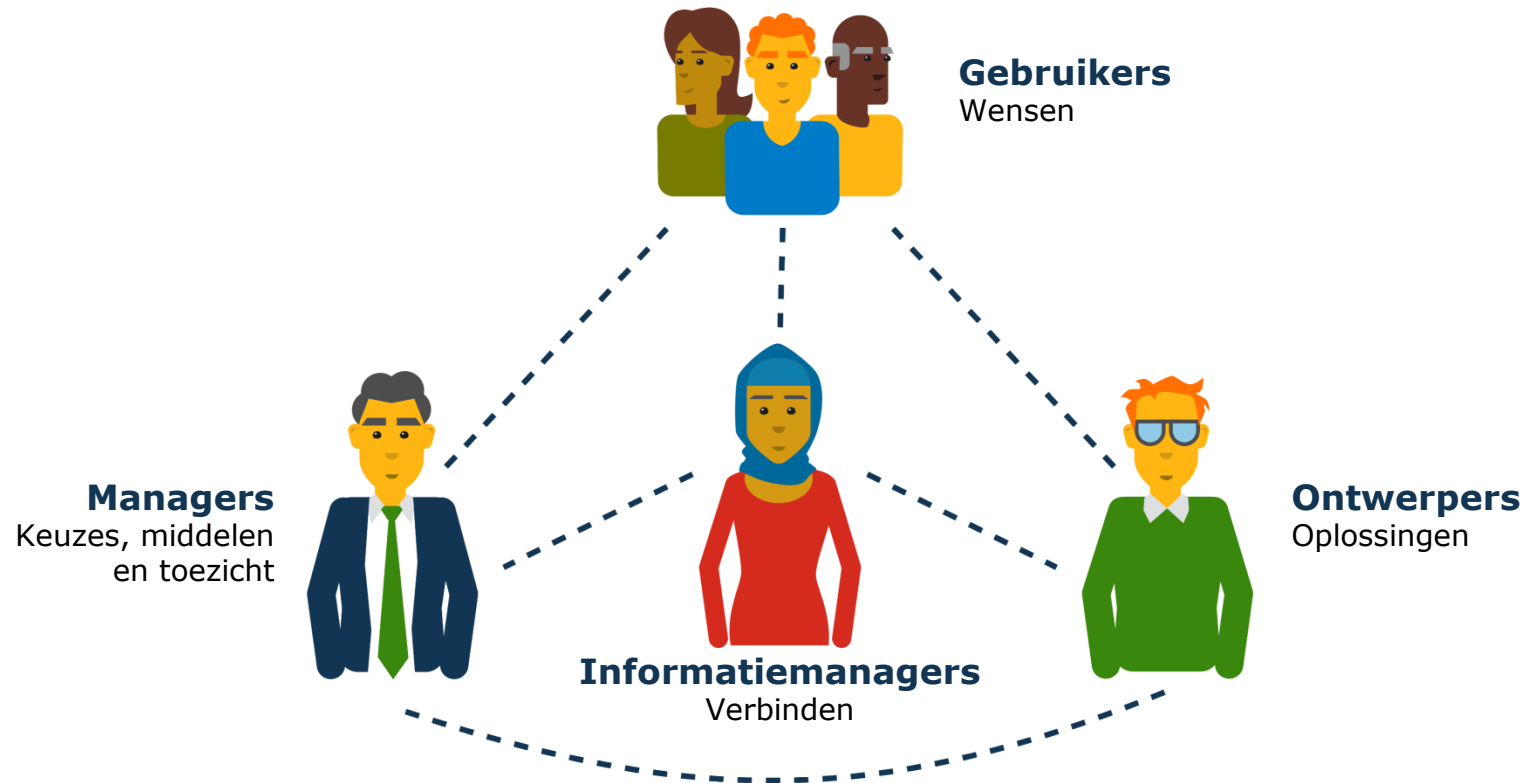 Gebruikers
Wensen
Managers
Keuzes, middelen
en toezicht
Ontwerpers
Oplossingen
Informatiemanagers
Verbinden